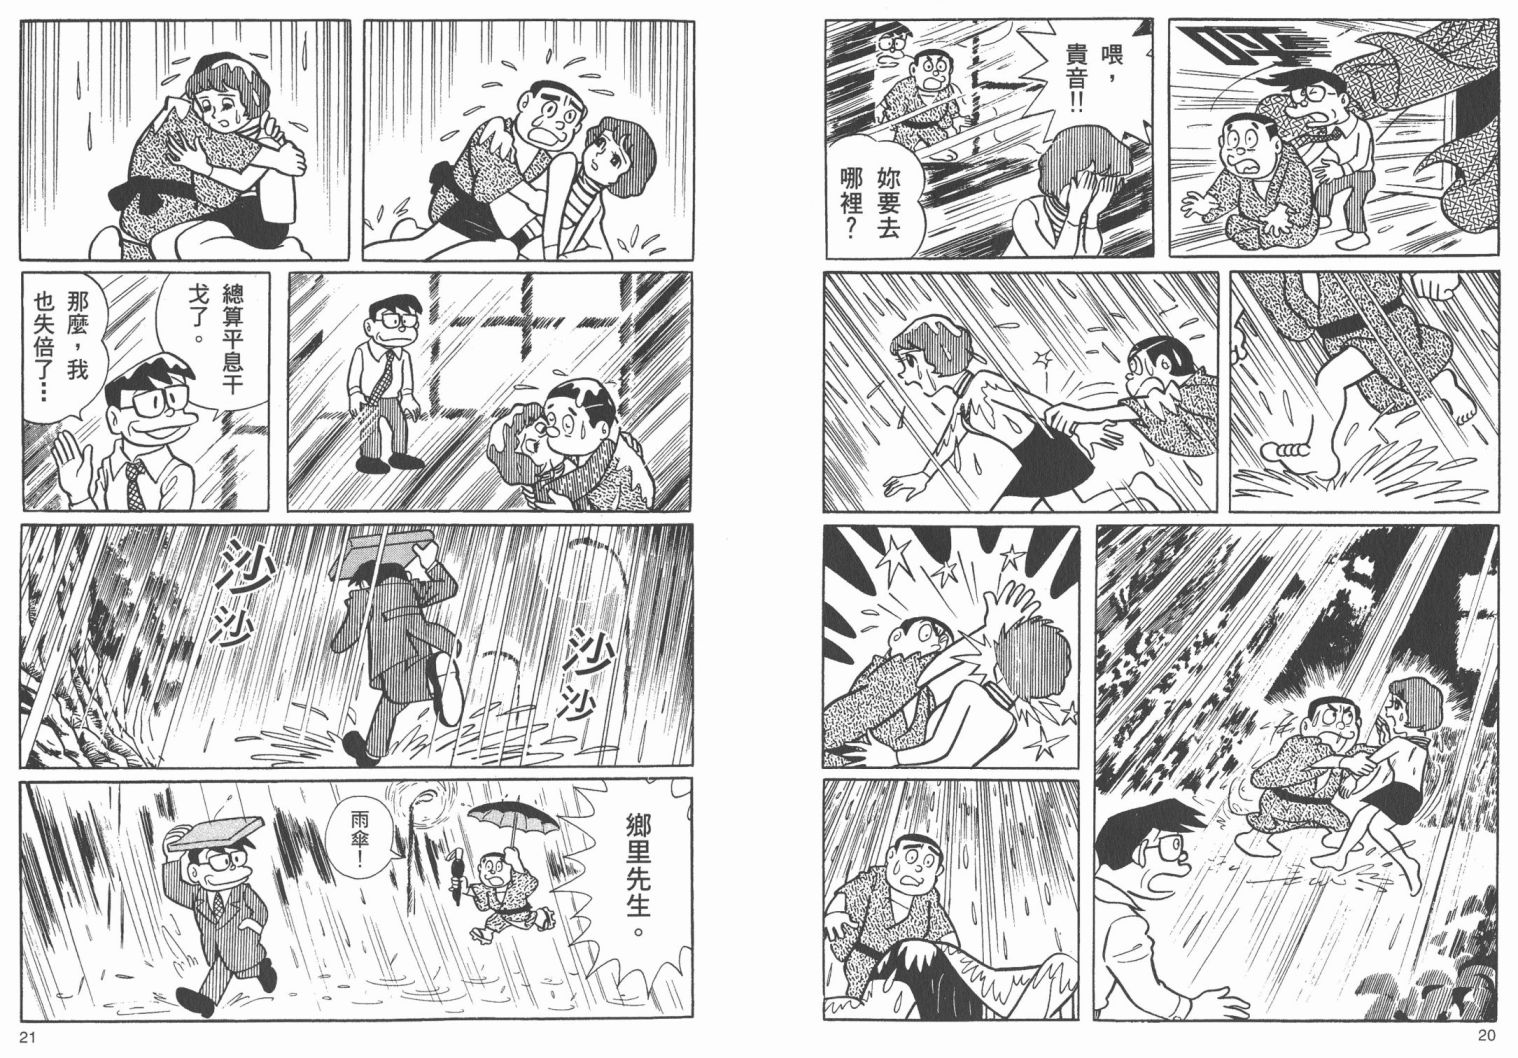 喂，
貴音!!
妳要去
哪裡？
20
總算平息干
戈了。
那麼，我
也失倍了…
沙
沙
沙
沙
鄉里先生。
雨傘！
21